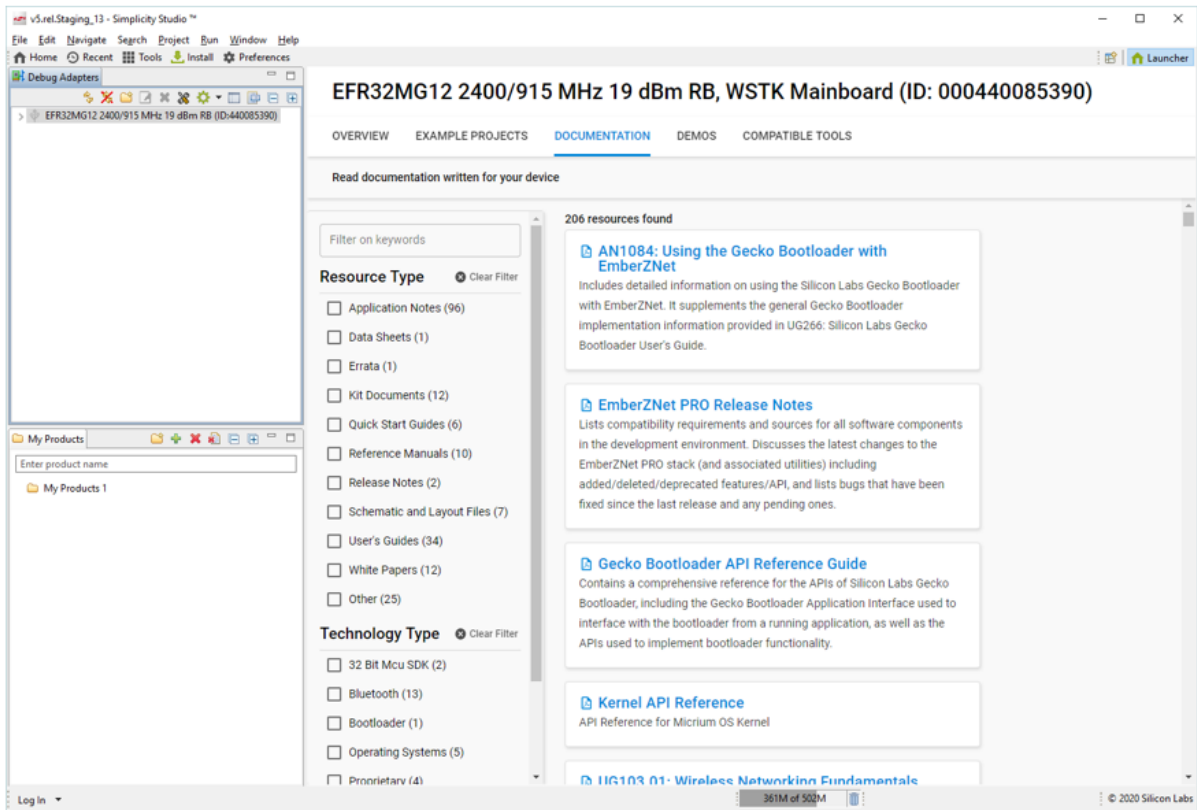 v5.rel.Staging_13 - Simplicity Studio ™
File Edit Navigate Search Project Run Window Help
Home Recent Tools Install Preferences
Launcher
Debug Adapters
EFR32MG12 2400/915 MHz 19 dBm RB (ID:440085390)
My Products
Enter product name
My Products 1
EFR32MG12 2400/915 MHz 19 dBm RB, WSTK Mainboard (ID: 000440085390)
OVERVIEW EXAMPLE PROJECTS DOCUMENTATION DEMOS COMPATIBLE TOOLS
Read documentation written for your device
Filter on keywords
Resource Type Clear Filter
Application Notes (96)
Data Sheets (1)
Errata (1)
Kit Documents (12)
Quick Start Guides (6)
Reference Manuals (10)
Release Notes (2)
Schematic and Layout Files (7)
User's Guides (34)
White Papers (12)
Other (25)
Technology Type Clear Filter
32 Bit Mcu SDK (2)
Bluetooth (13)
Bootloader (1)
Operating Systems (5)
Proprietary (4)
206 resources found
AN1084: Using the Gecko Bootloader with
EmberZNet
Includes detailed information on using the Silicon Labs Gecko Bootloader
with EmberZNet. It supplements the general Gecko Bootloader
implementation information provided in UG266: Silicon Labs Gecko
Bootloader User's Guide.
EmberZNet PRO Release Notes
Lists compatibility requirements and sources for all software components
in the development environment. Discusses the latest changes to the
EmberZNet PRO stack (and associated utilities) including
added/deleted/deprecated features/API, and lists bugs that have been
fixed since the last release and any pending ones.
Gecko Bootloader API Reference Guide
Contains a comprehensive reference for the APIs of Silicon Labs Gecko
Bootloader, including the Gecko Bootloader Application Interface used to
interface with the bootloader from a running application, as well as the
APIs used to implement bootloader functionality.
Kernel API Reference
API Reference for Micrium OS Kernel
UG103.01: Wireless Networking Fundamentals
Log In
361M of 502M
© 2020 Silicon Labs